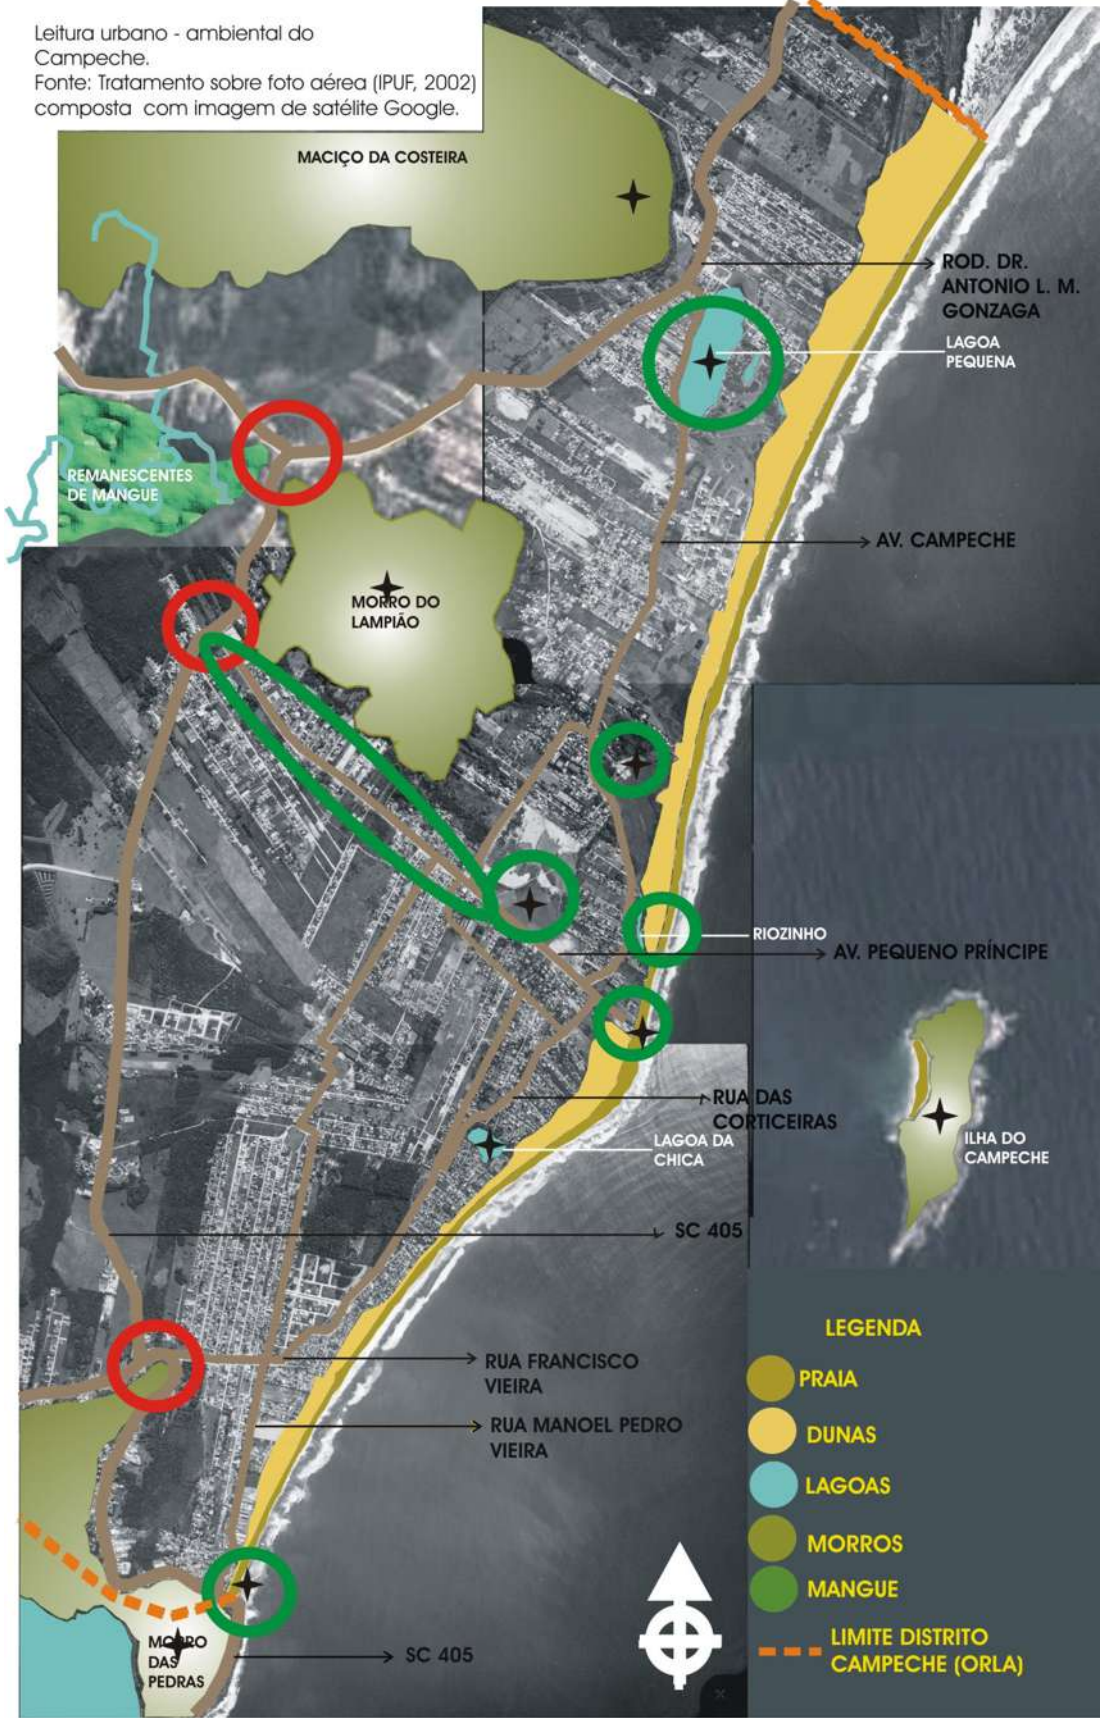 Leitura urbano - ambiental do
Campeche.
Fonte: Tratamento sobre foto aérea (IPUF, 2002)
composta com imagem de satélite Google.
MACIÇO DA COSTEIRA
ROD. DR.
ANTONIO L. M.
GONZAGA
LAGOA
PEQUENA
REMANESCENTES
DE MANGUE
AV. CAMPECHE
MORRO DO
LAMPIÃO
RIOZINHO
AV. PEQUENO PRÍNCIPE
RUA DAS
CORTICEIRAS
LAGOA DA
CHICA
ILHA DO
CAMPECHE
SC 405
LEGENDA
RUA FRANCISCO
VIEIRA
PRAIA
RUA MANOEL PEDRO
VIEIRA
DUNAS
LAGOAS
MORROS
MANGUE
LIMITE DISTRITO
CAMPECHE (ORLA)
MORRO
DAS
PEDRAS
SC 405